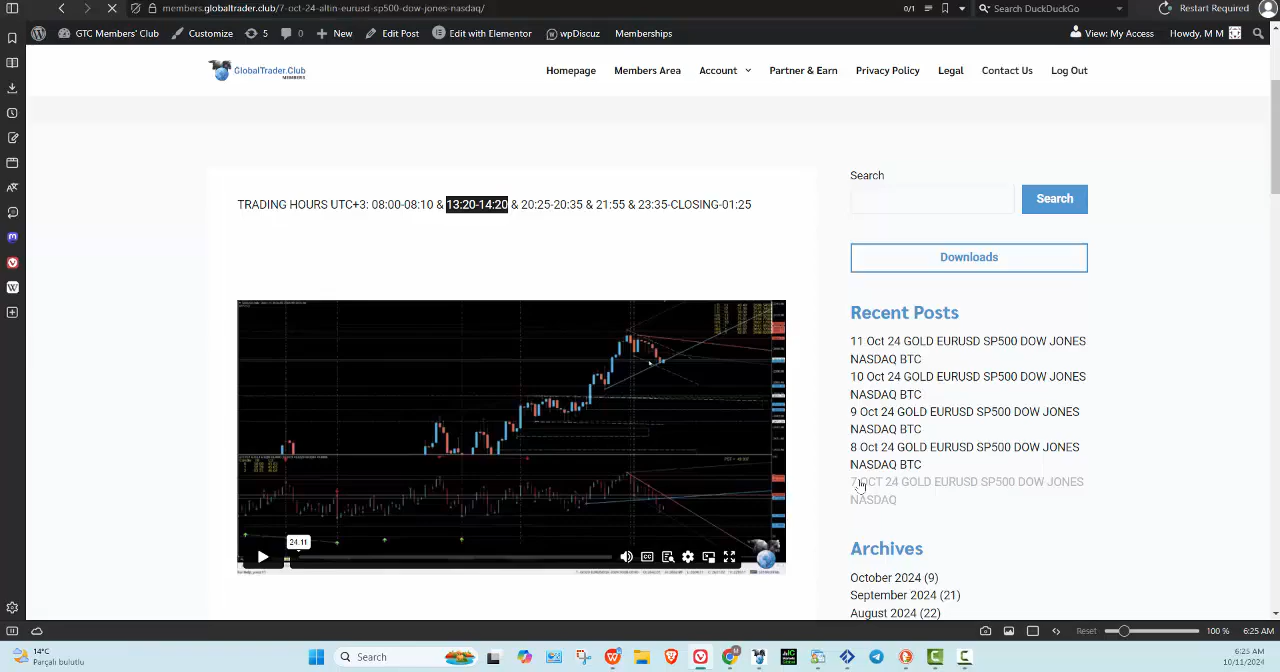 members.globaltrader.club/7-oct-24-altin-eurusd-sp500-dow-jones-nasdaq/
0/1
Search DuckDuckGo
Restart Required
GTC Members' Club
Customize
5
0
New
Edit Post
Edit with Elementor
wpDiscuz
Memberships
View: My Access
Howdy, M M
GlobalTrader.Club
MEMBERS
Homepage
Members Area
Account
Partner & Earn
Privacy Policy
Legal
Contact Us
Log Out
TRADING HOURS UTC+3: 08:00-08:10 & 13:20-14:20 & 20:25-20:35 & 21:55 & 23:35-CLOSING-01:25
24:11
CC
Search
Search
Downloads
Recent Posts
11 Oct 24 GOLD EURUSD SP500 DOW JONES
NASDAQ BTC
10 Oct 24 GOLD EURUSD SP500 DOW JONES
NASDAQ BTC
9 Oct 24 GOLD EURUSD SP500 DOW JONES
NASDAQ BTC
8 Oct 24 GOLD EURUSD SP500 DOW JONES
NASDAQ BTC
7 OCT 24 GOLD EURUSD SP500 DOW JONES
NASDAQ
Archives
October 2024 (9)
September 2024 (21)
August 2024 (22)
Reset
100 %
6:25 AM
14°C
Parçalı bulutlu
Search
6:25 AM
10/11/2024